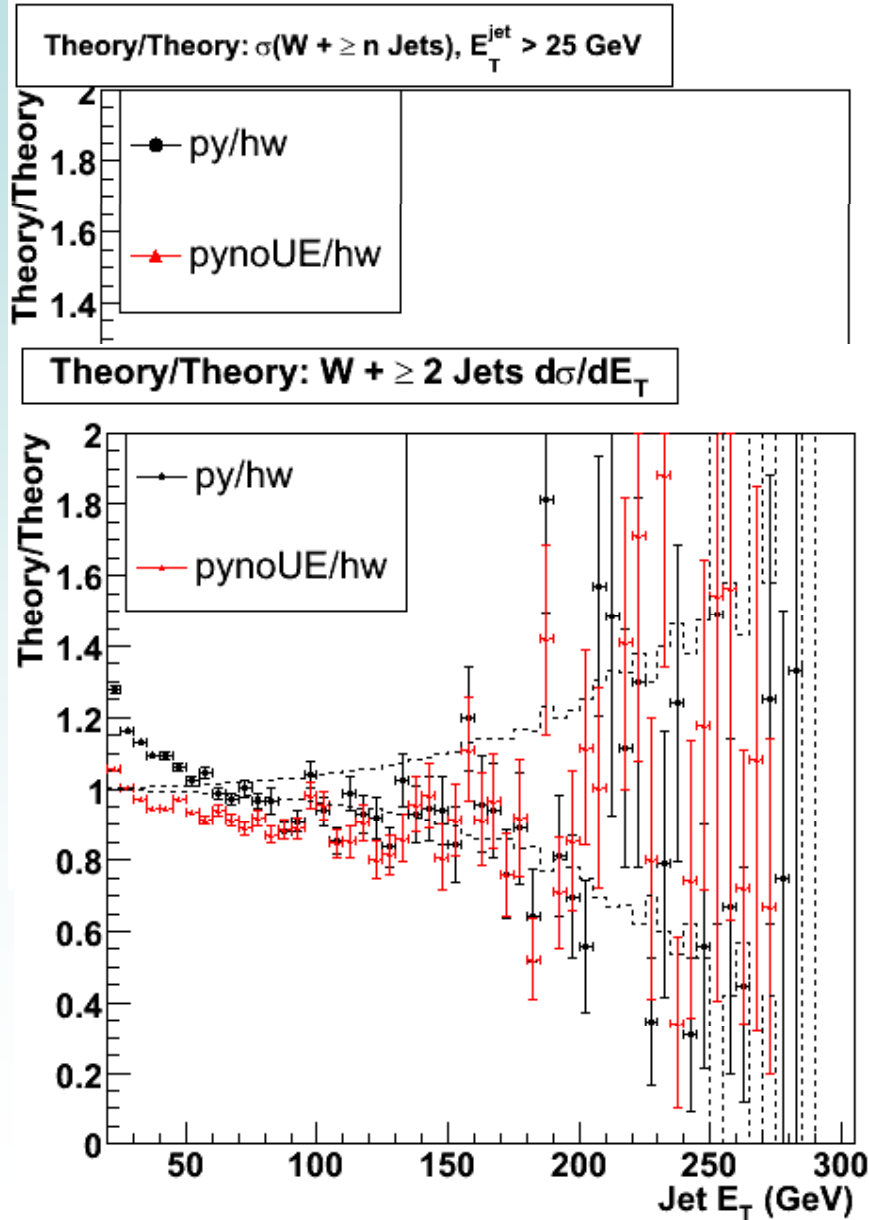 Theory/Theory: σ(W + ≥ n Jets), E_T^jet > 25 GeV
Theory/Theory
2
1.8
1.6
1.4
py/hw
pynoUE/hw
Theory/Theory: W + ≥ 2 Jets dσ/dE_T
Theory/Theory
2
1.8
1.6
1.4
1.2
1
0.8
0.6
0.4
0.2
0
py/hw
pynoUE/hw
50 100 150 200 250 300
Jet E_T (GeV)